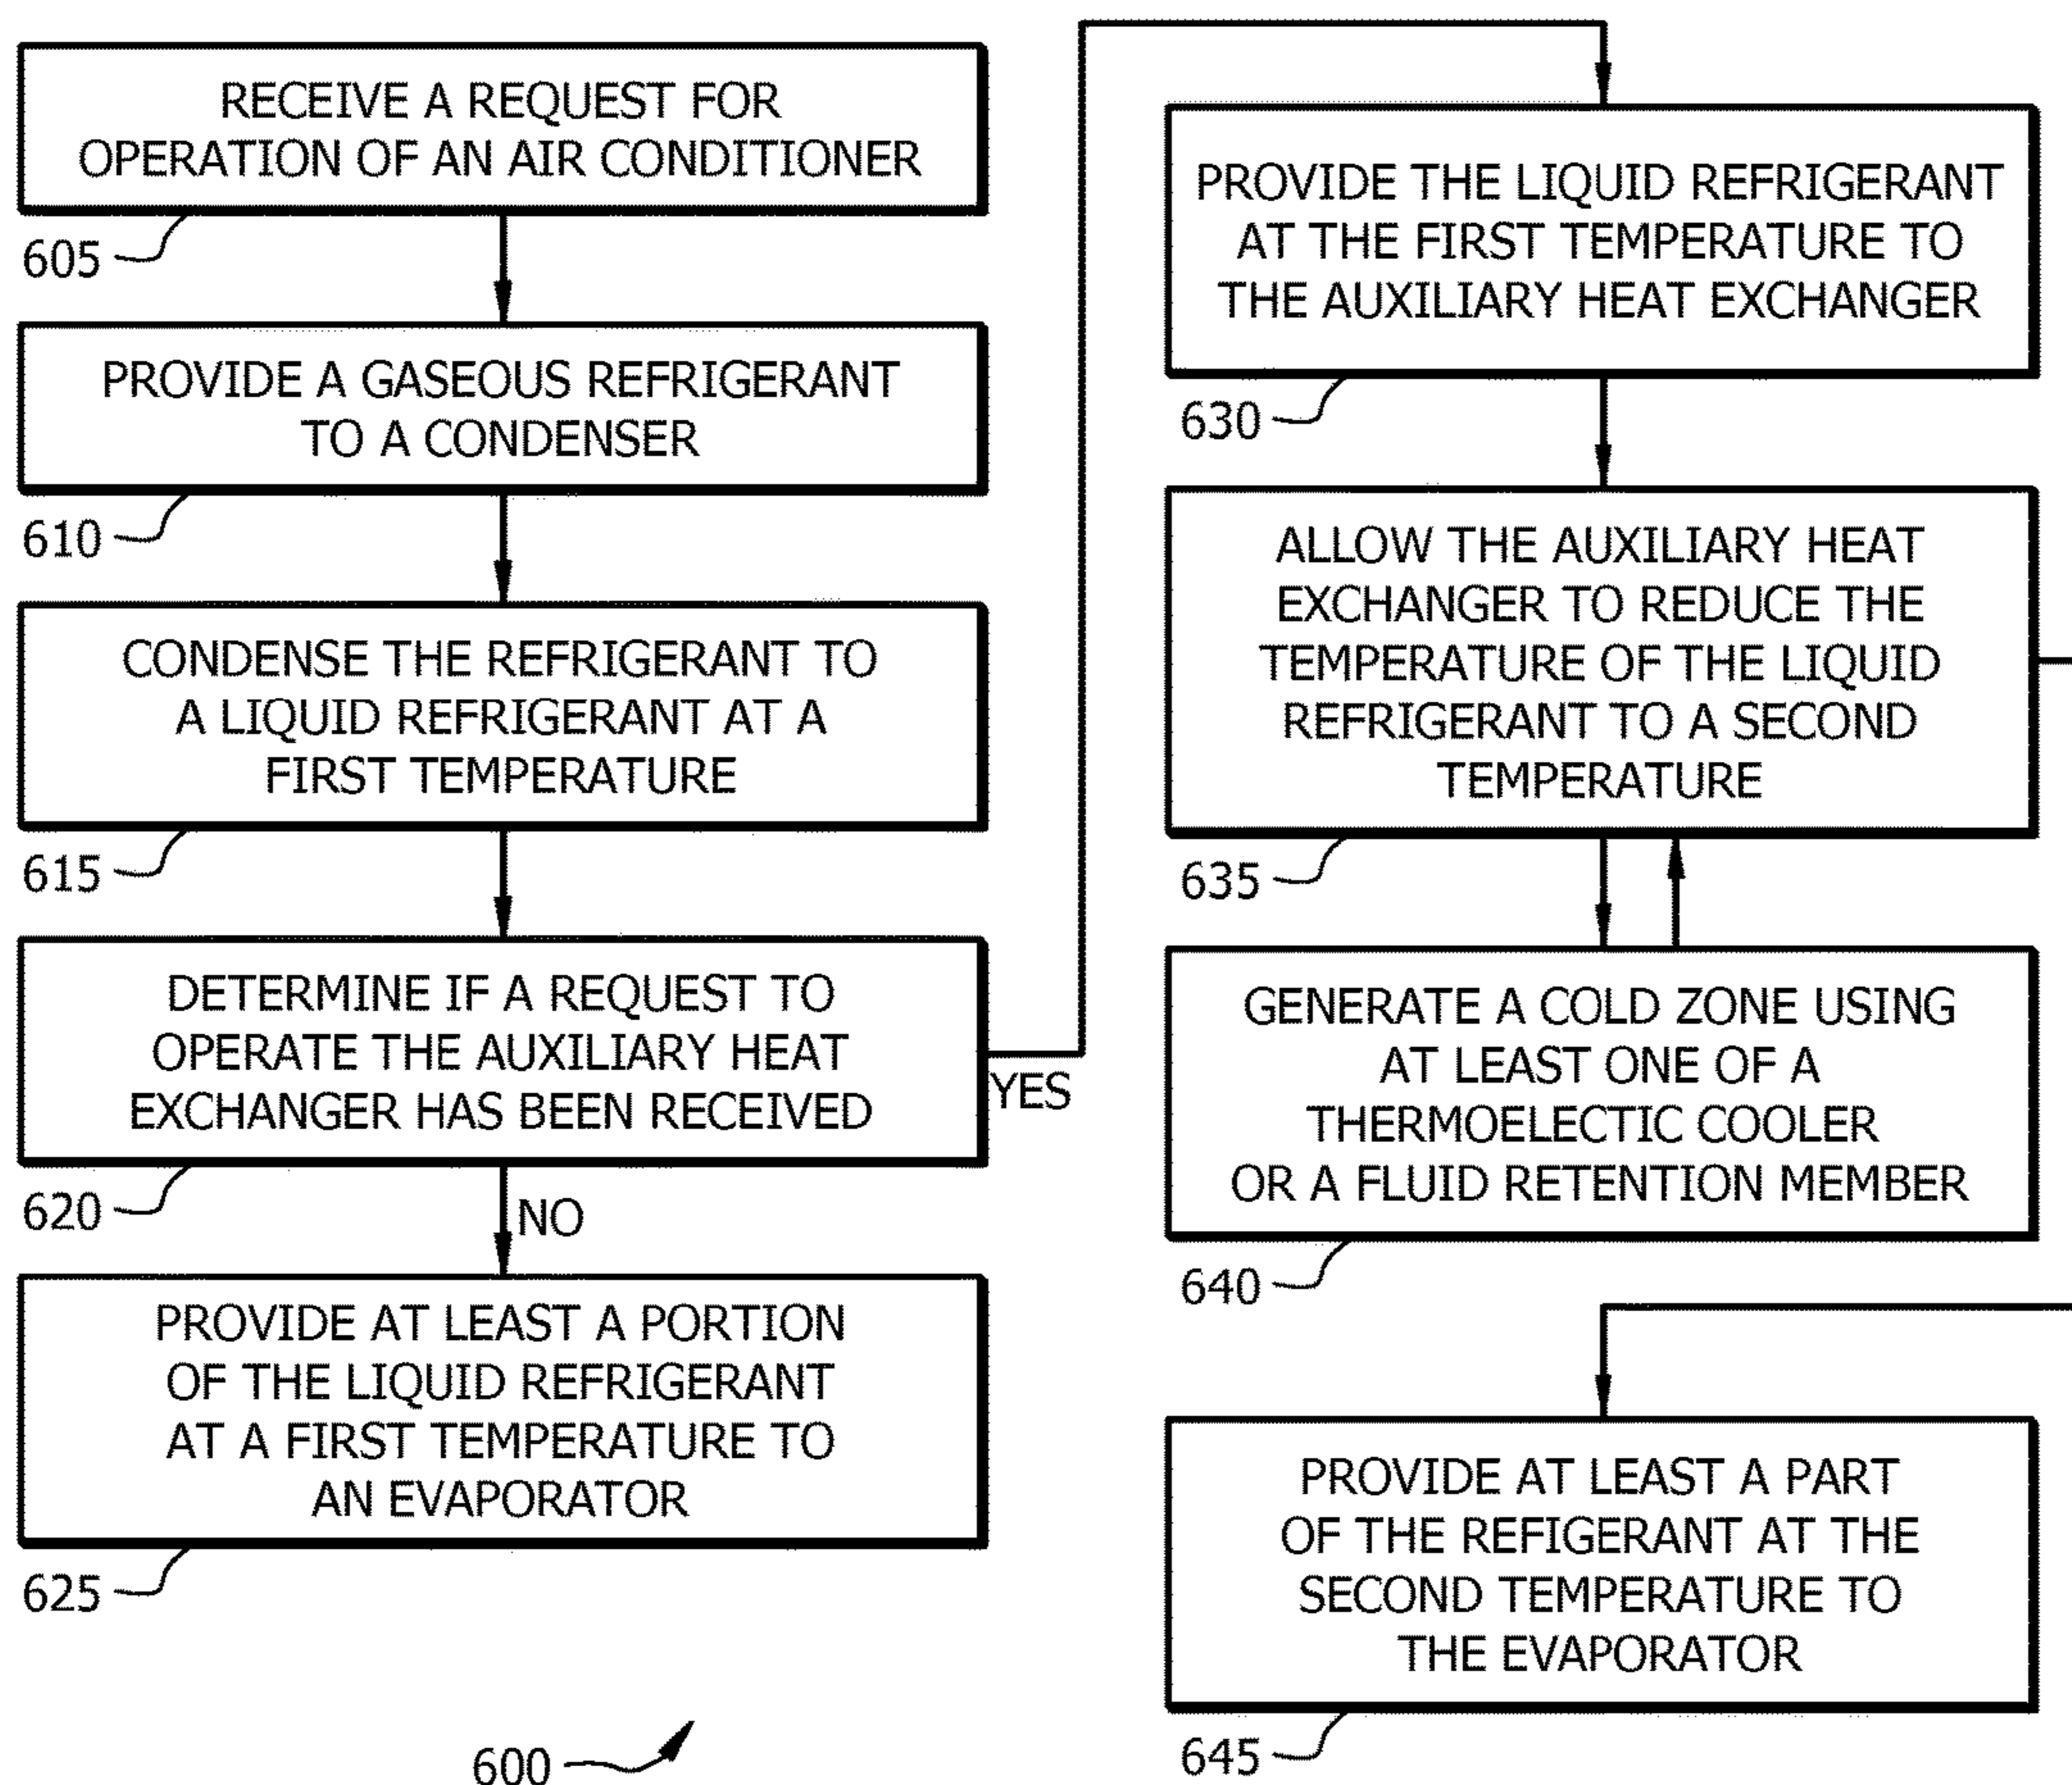 RECEIVE A REQUEST FOR
OPERATION OF AN AIR CONDITIONER
605
PROVIDE A GASEOUS REFRIGERANT
TO A CONDENSER
610
CONDENSE THE REFRIGERANT TO
A LIQUID REFRIGERANT AT A
FIRST TEMPERATURE
615
DETERMINE IF A REQUEST TO
OPERATE THE AUXILIARY HEAT
EXCHANGER HAS BEEN RECEIVED
YES
620
NO
PROVIDE AT LEAST A PORTION
OF THE LIQUID REFRIGERANT
AT A FIRST TEMPERATURE TO
AN EVAPORATOR
625
600
PROVIDE THE LIQUID REFRIGERANT
AT THE FIRST TEMPERATURE TO
THE AUXILIARY HEAT EXCHANGER
630
ALLOW THE AUXILIARY HEAT
EXCHANGER TO REDUCE THE
TEMPERATURE OF THE LIQUID
REFRIGERANT TO A SECOND
TEMPERATURE
635
GENERATE A COLD ZONE USING
AT LEAST ONE OF A
THERMOELECTIC COOLER
OR A FLUID RETENTION MEMBER
640
PROVIDE AT LEAST A PART
OF THE REFIGERANT AT THE
SECOND TEMPERATURE TO
THE EVAPORATOR
645